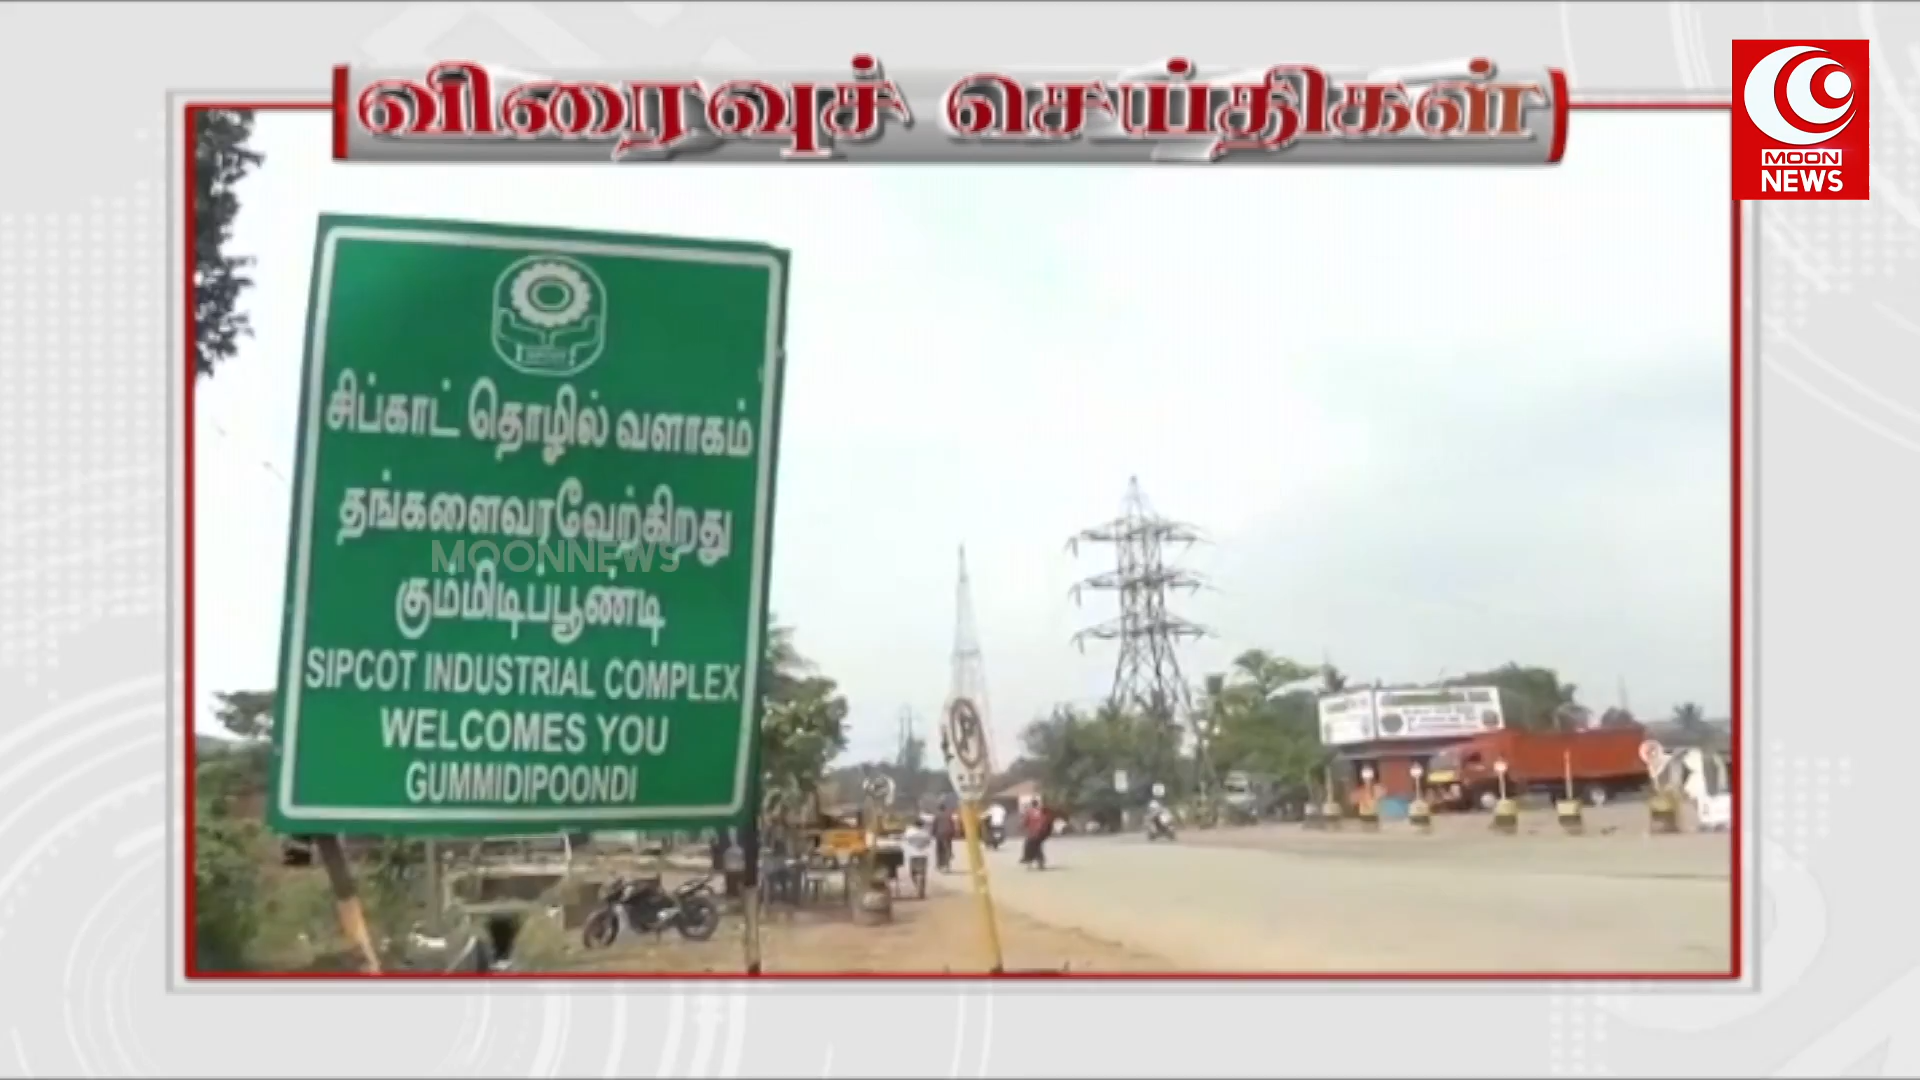 விரைவுச் செய்திகள்
MOON
NEWS
சிப்காட் தொழில் வளாகம்
தங்களைவரவேற்கிறது
MOONNEWS
கும்மிடிப்பூண்டி
SIPCOT INDUSTRIAL COMPLEX
WELCOMES YOU
GUMMIDIPOONDI